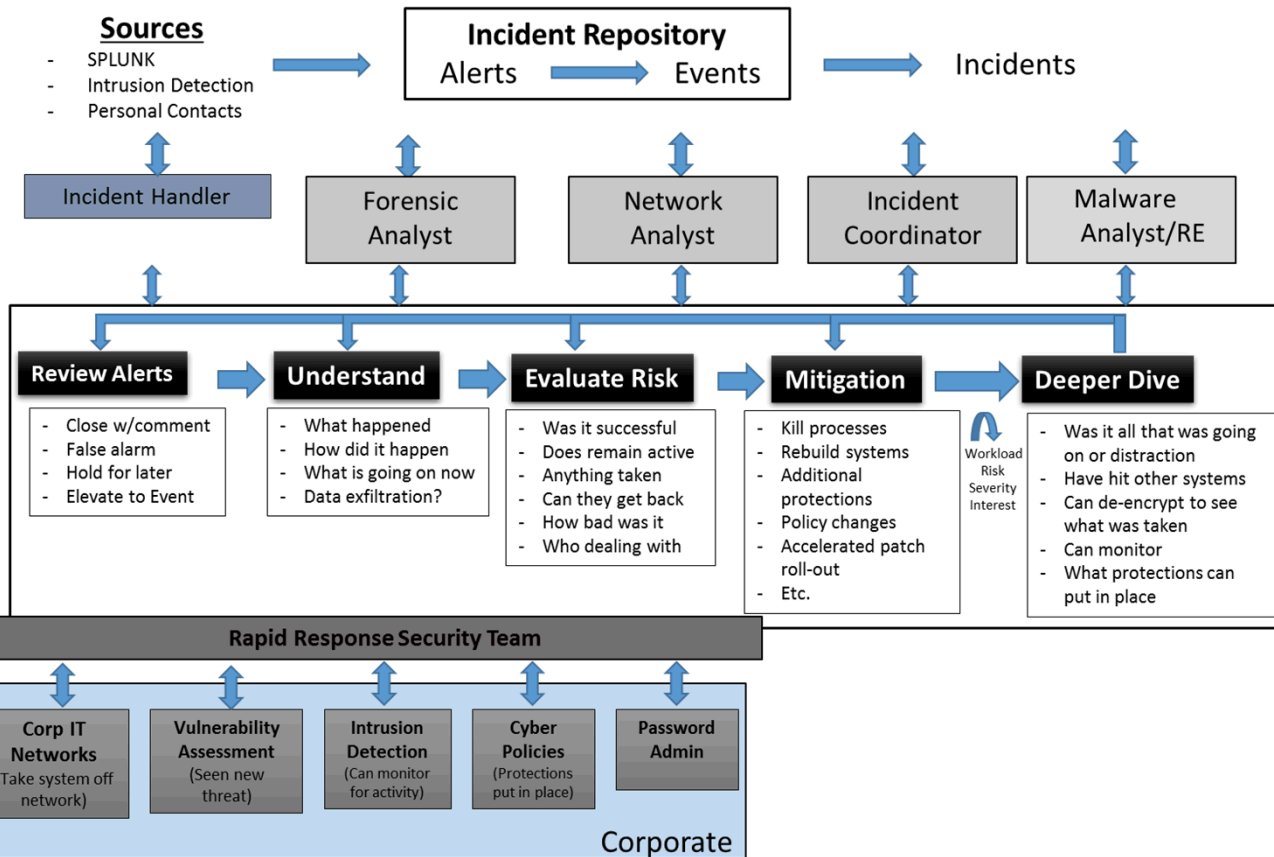 Sources
- SPLUNK
- Intrusion Detection
- Personal Contacts
Incident Repository
Alerts
Events
Incidents
Incident Handler
Forensic
Analyst
Network
Analyst
Incident
Coordinator
Malware
Analyst/RE
Review Alerts
- Close w/comment
- False alarm
- Hold for later
- Elevate to Event
Understand
- What happened
- How did it happen
- What is going on now
- Data exfiltration?
Evaluate Risk
- Was it successful
- Does remain active
- Anything taken
- Can they get back
- How bad was it
- Who dealing with
Mitigation
- Kill processes
- Rebuild systems
- Additional
protections
- Policy changes
- Accelerated patch
roll-out
- Etc.
Workload
Risk
Severity
Interest
Deeper Dive
- Was it all that was going
on or distraction
- Have hit other systems
- Can de-encrypt to see
what was taken
- Can monitor
- What protections can
put in place
Rapid Response Security Team
Corp IT
Networks
Take system off
network)
Vulnerability
Assessment
(Seen new
threat)
Intrusion
Detection
(Can monitor
for activity)
Cyber
Policies
(Protections
put in place)
Password
Admin
Corporate